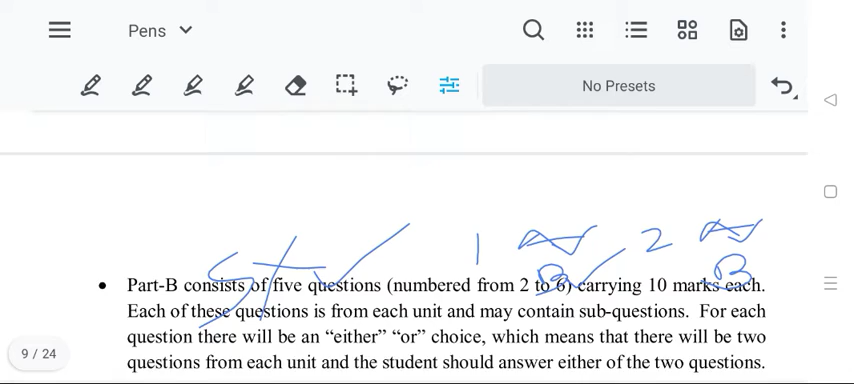 Pens
No Presets
1 2
B B
• Part-B consists of five questions (numbered from 2 to 6) carrying 10 marks each.
Each of these questions is from each unit and may contain sub-questions. For each
question there will be an “either” “or” choice, which means that there will be two
questions from each unit and the student should answer either of the two questions.
9 / 24